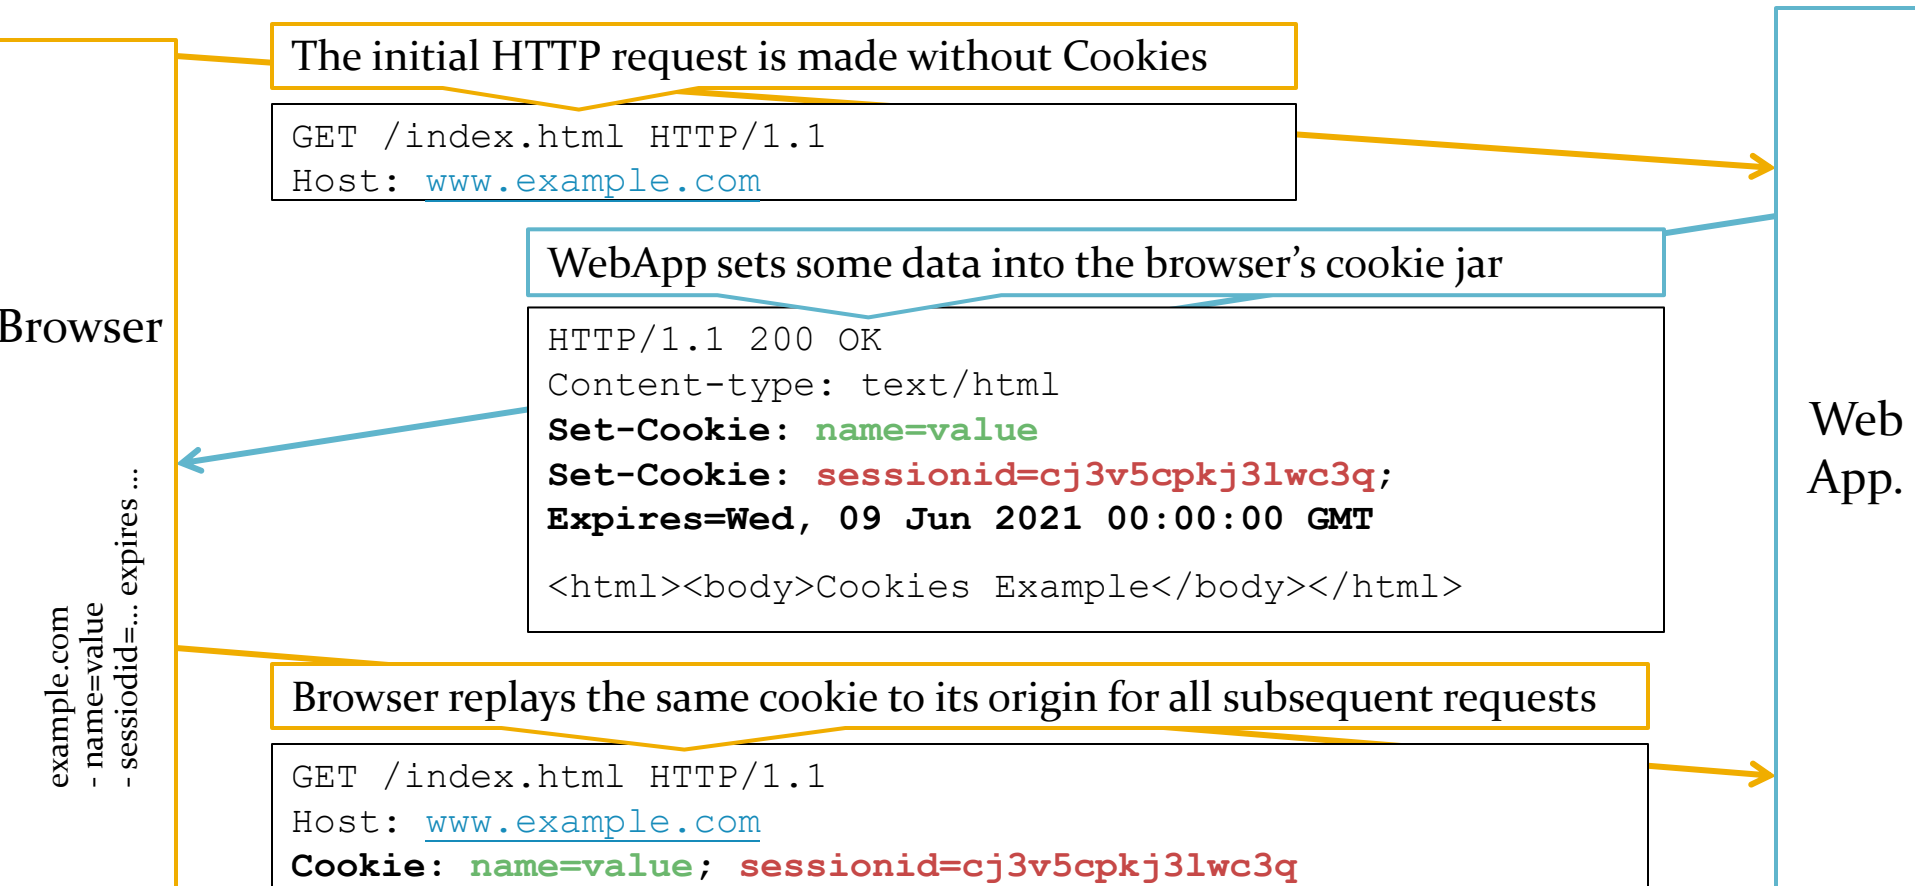 The initial HTTP request is made without Cookies
GET /index.html HTTP/1.1
Host: www.example.com
WebApp sets some data into the browser's cookie jar
HTTP/1.1 200 OK
Content-type: text/html
Set-Cookie: name=value
Set-Cookie: sessionid=cj3v5cpkj3lwc3q;
Expires=Wed, 09 Jun 2021 00:00:00 GMT
<html><body>Cookies Example</body></html>
Browser
Web
App.
example.com
- name=value
- sessiodid=... expires ...
Browser replays the same cookie to its origin for all subsequent requests
GET /index.html HTTP/1.1
Host: www.example.com
Cookie: name=value; sessionid=cj3v5cpkj3lwc3q